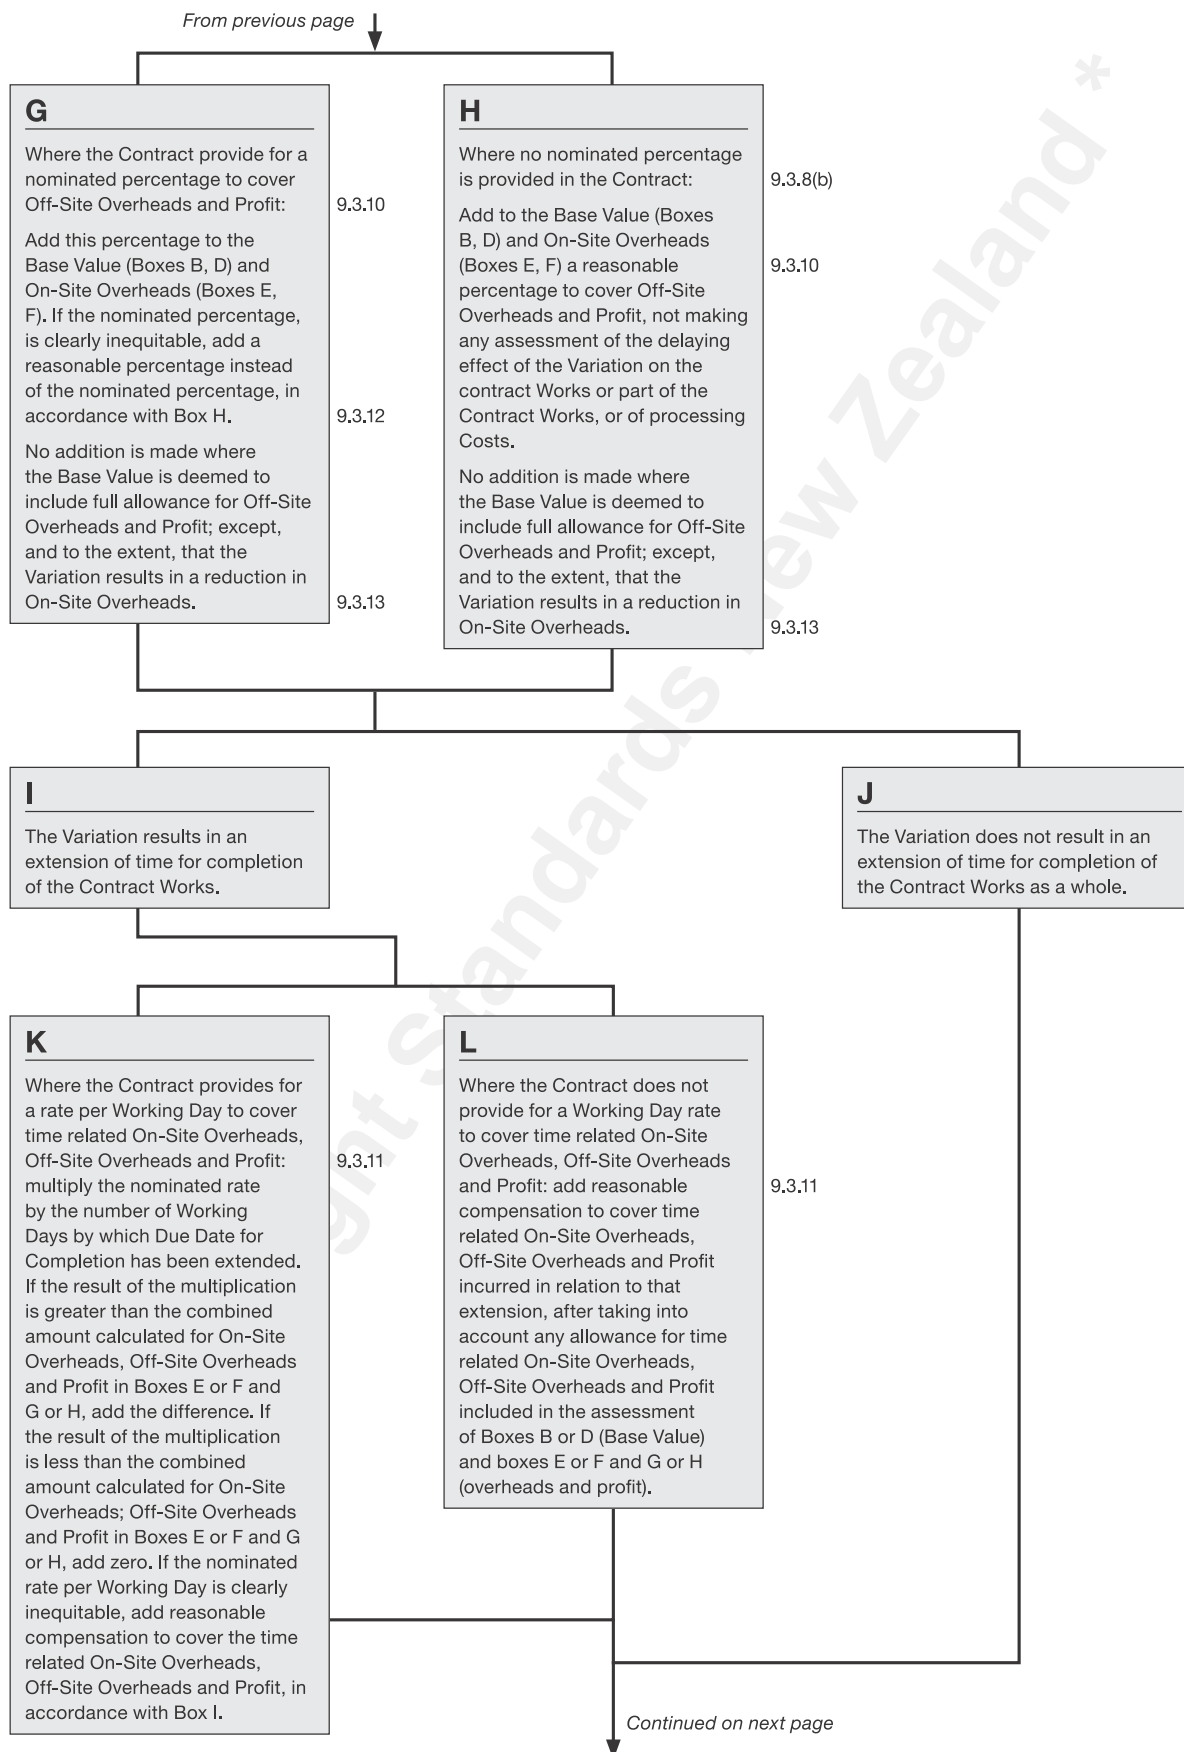 From previous page
G
Where the Contract provide for a
nominated percentage to cover
Off-Site Overheads and Profit:
9.3.10
Add this percentage to the
Base Value (Boxes B, D) and
On-Site Overheads (Boxes E,
F). If the nominated percentage,
is clearly inequitable, add a
reasonable percentage instead
of the nominated percentage, in
accordance with Box H.
9.3.12
No addition is made where
the Base Value is deemed to
include full allowance for Off-Site
Overheads and Profit; except,
and to the extent, that the
Variation results in a reduction in
On-Site Overheads.
9.3.13
H
Where no nominated percentage
is provided in the Contract:
9.3.8(b)
Add to the Base Value (Boxes
B, D) and On-Site Overheads
(Boxes E, F) a reasonable
9.3.10
percentage to cover Off-Site
Overheads and Profit, not making
any assessment of the delaying
effect of the Variation on the
contract Works or part of the
Contract Works, or of processing
Costs.
No addition is made where
the Base Value is deemed to
include full allowance for Off-Site
Overheads and Profit; except,
and to the extent, that the
Variation results in a reduction in
On-Site Overheads.
9.3.13
I
The Variation results in an
extension of time for completion
of the Contract Works.
J
The Variation does not result in an
extension of time for completion of
the Contract Works as a whole.
K
Where the Contract provides for
a rate per Working Day to cover
time related On-Site Overheads,
Off-Site Overheads and Profit:
9.3.11
multiply the nominated rate
by the number of Working
Days by which Due Date for
Completion has been extended.
If the result of the multiplication
is greater than the combined
amount calculated for On-Site
Overheads, Off-Site Overheads
and Profit in Boxes E or F and
G or H, add the difference. If
the result of the multiplication
is less than the combined
amount calculated for On-Site
Overheads; Off-Site Overheads
and Profit in Boxes E or F and G
or H, add zero. If the nominated
rate per Working Day is clearly
inequitable, add reasonable
compensation to cover the time
related On-Site Overheads,
Off-Site Overheads and Profit, in
accordance with Box I.
L
Where the Contract does not
provide for a Working Day rate
to cover time related On-Site
Overheads, Off-Site Overheads
and Profit: add reasonable
9.3.11
compensation to cover time
related On-Site Overheads,
Off-Site Overheads and Profit
incurred in relation to that
extension, after taking into
account any allowance for time
related On-Site Overheads,
Off-Site Overheads and Profit
included in the assessment
of Boxes B or D (Base Value)
and boxes E or F and G or H
(overheads and profit).
Continued on next page
Standards New Zealand *